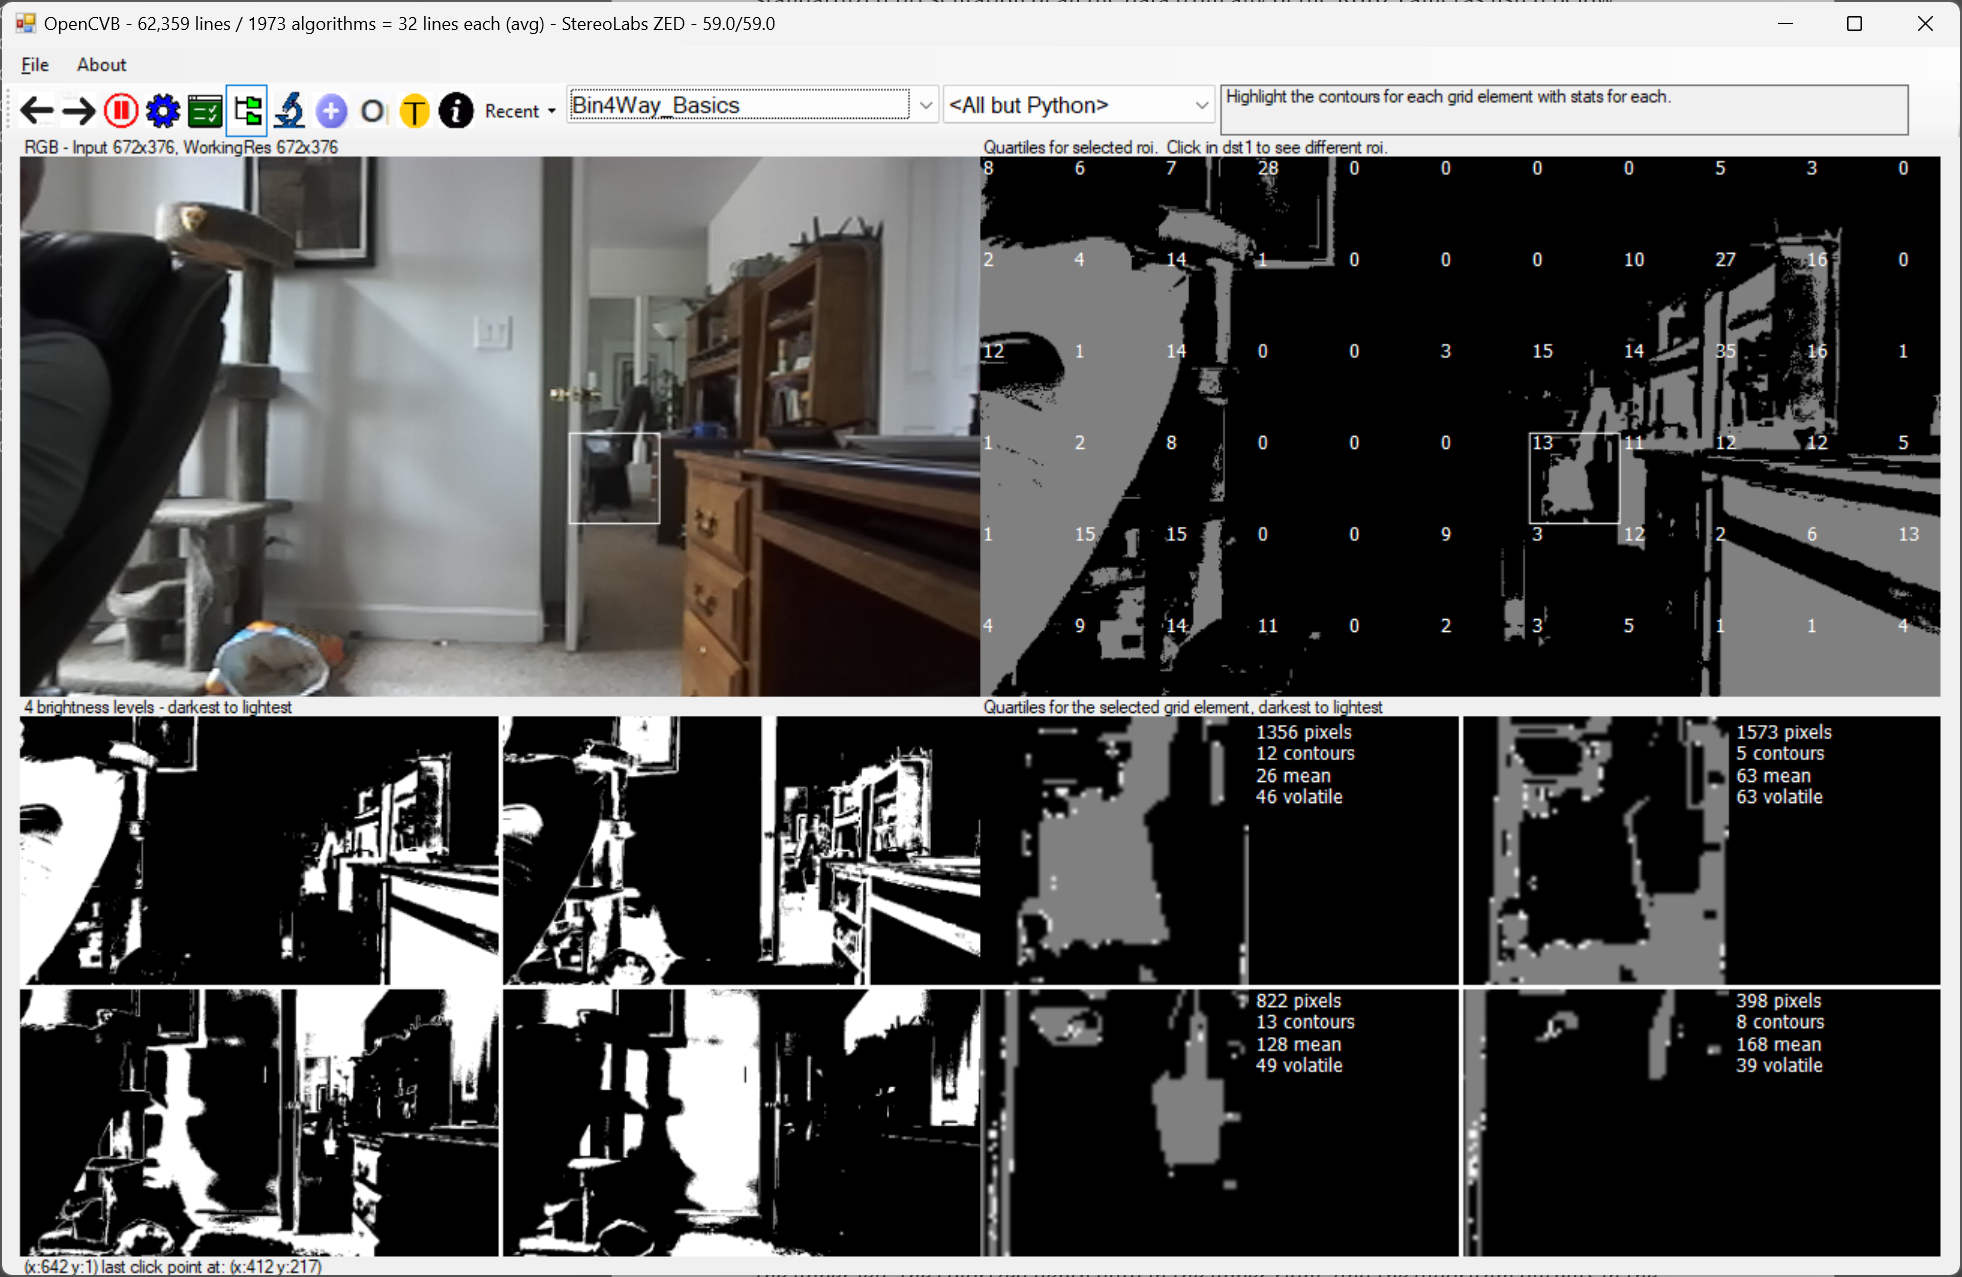 OpenCVB - 62,359 lines / 1973 algorithms = 32 lines each (avg) - StereoLabs ZED - 59.0/59.0
File About
Recent Bin4Way_Basics <All but Python> Highlight the contours for each grid element with stats for each.
RGB - Input 672x376, WorkingRes 672x376
Quartiles for selected roi. Click in dst1 to see different roi.
8 6 7 28 0 0 0 0 5 3 0
2 4 14 1 0 0 0 10 27 16 0
12 1 14 0 0 3 15 14 35 16 1
1 2 8 0 0 0 13 11 12 12 5
1 15 15 0 0 9 3 12 2 6 13
4 9 14 11 0 2 3 5 1 1 4
4 brightness levels - darkest to lightest
Quartiles for the selected grid element, darkest to lightest
1356 pixels
12 contours
26 mean
46 volatile
1573 pixels
5 contours
63 mean
63 volatile
822 pixels
13 contours
128 mean
49 volatile
398 pixels
8 contours
168 mean
39 volatile
(x:642 y:1) last click point at: (x:412 y:217)